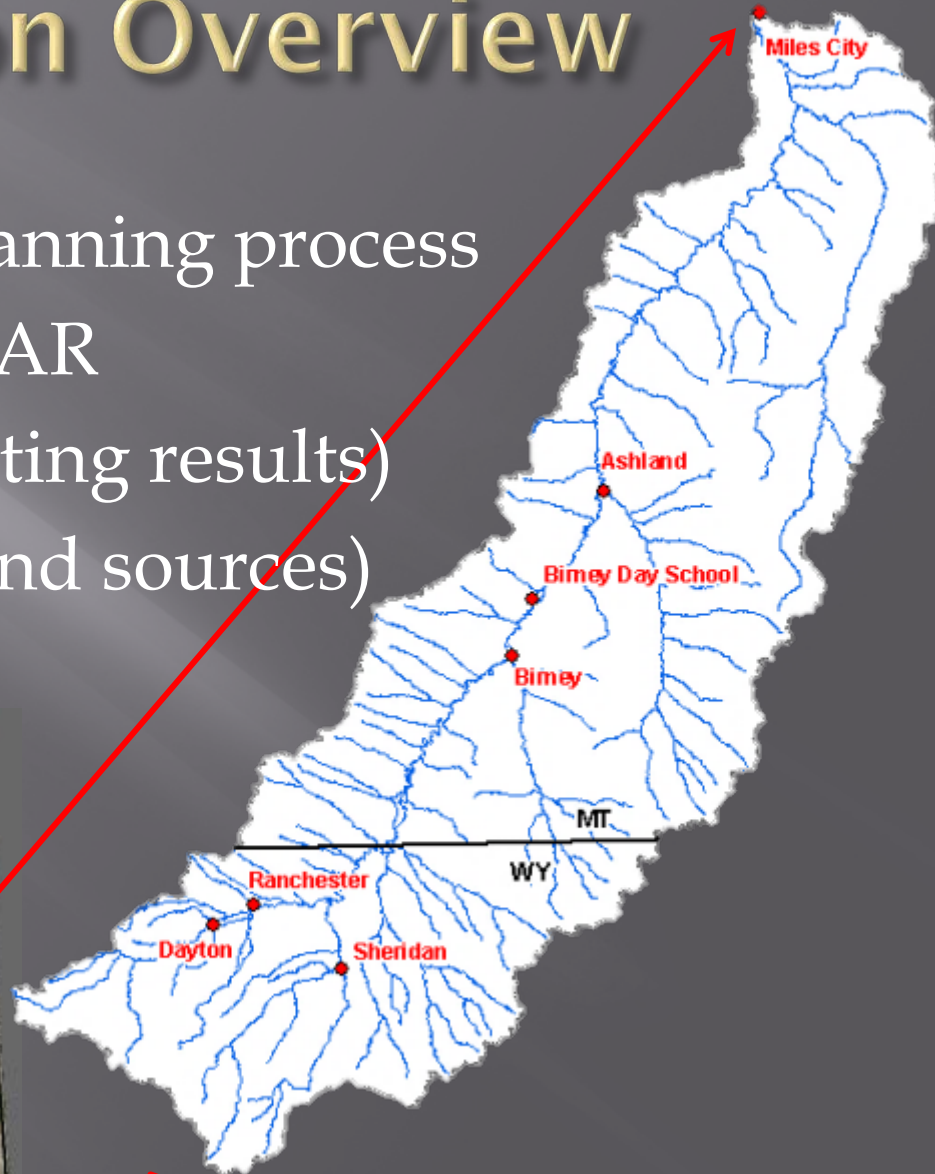 n Overview
anning process
AR
ting results)
nd sources)
Miles City
Ashland
Birney Day School
Birney
MT
WY
Ranchester
Dayton
Sheridan